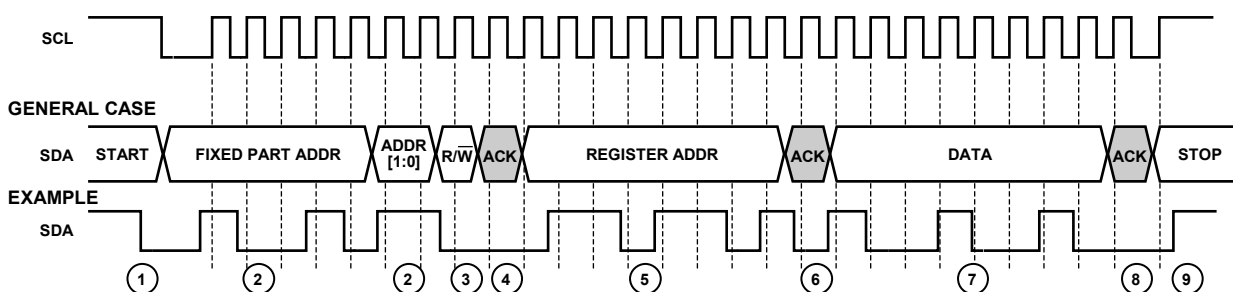 SCL
GENERAL CASE
SDA START FIXED PART ADDR ADDR [1:0] R/W̅ ACK REGISTER ADDR ACK DATA ACK STOP
EXAMPLE
SDA
1 2 2 3 4 5 6 7 8 9